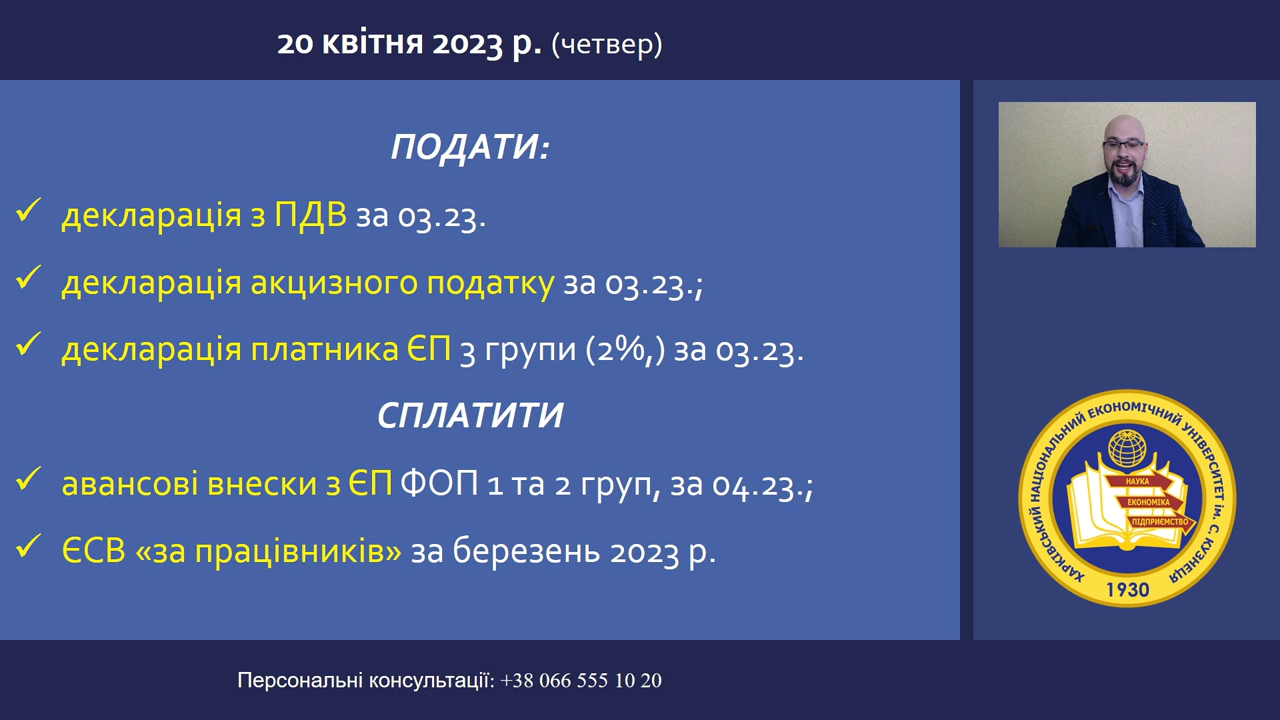 20 квітня 2023 р. (четвер)
ПОДАТИ:
✓ декларація з ПДВ за 03.23.
✓ декларація акцизного податку за 03.23.;
✓ декларація платника ЄП 3 групи (2%,) за 03.23.
СПЛАТИТИ
✓ авансові внески з ЄП ФОП 1 та 2 груп, за 04.23.;
✓ ЄСВ «за працівників» за березень 2023 р.
ХАРКІВСЬКИЙ НАЦІОНАЛЬНИЙ ЕКОНОМІЧНИЙ УНІВЕРСИТЕТ ім. С. КУЗНЕЦЯ
НАУКА
ЕКОНОМІКА
ПІДПРИЄМСТВО
1930
Персональні консультації: +38 066 555 10 20